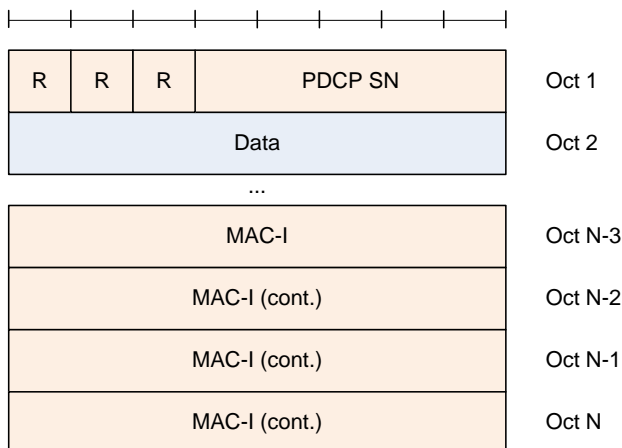 R R R PDCP SN Oct 1
Data Oct 2
...
MAC-I Oct N-3
MAC-I (cont.) Oct N-2
MAC-I (cont.) Oct N-1
MAC-I (cont.) Oct N